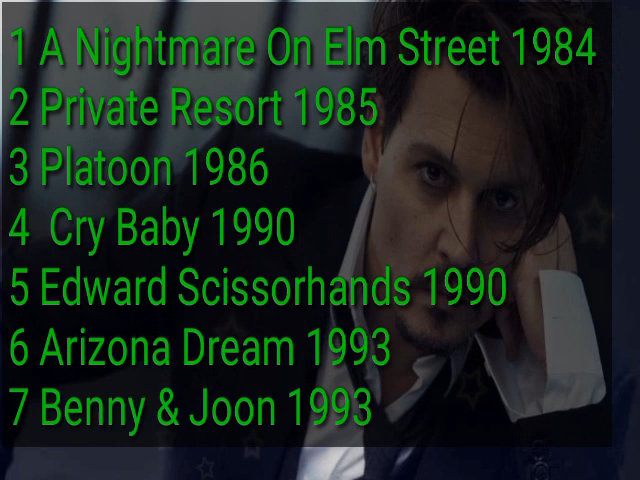 1 A Nightmare On Elm Street 1984
2 Private Resort 1985
3 Platoon 1986
4 Cry Baby 1990
5 Edward Scissorhands 1990
6 Arizona Dream 1993
7 Benny & Joon 1993